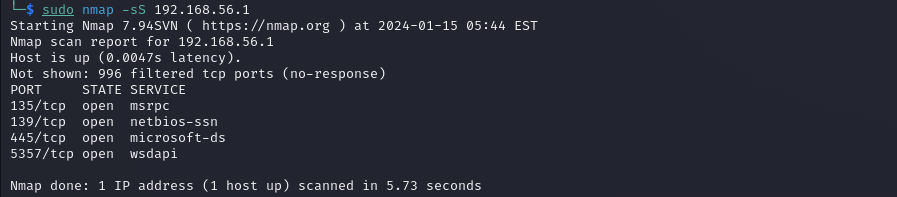 └─$ sudo nmap -sS 192.168.56.1
Starting Nmap 7.94SVN ( https://nmap.org ) at 2024-01-15 05:44 EST
Nmap scan report for 192.168.56.1
Host is up (0.0047s latency).
Not shown: 996 filtered tcp ports (no-response)
PORT     STATE SERVICE
135/tcp  open  msrpc
139/tcp  open  netbios-ssn
445/tcp  open  microsoft-ds
5357/tcp open  wsdapi
Nmap done: 1 IP address (1 host up) scanned in 5.73 seconds